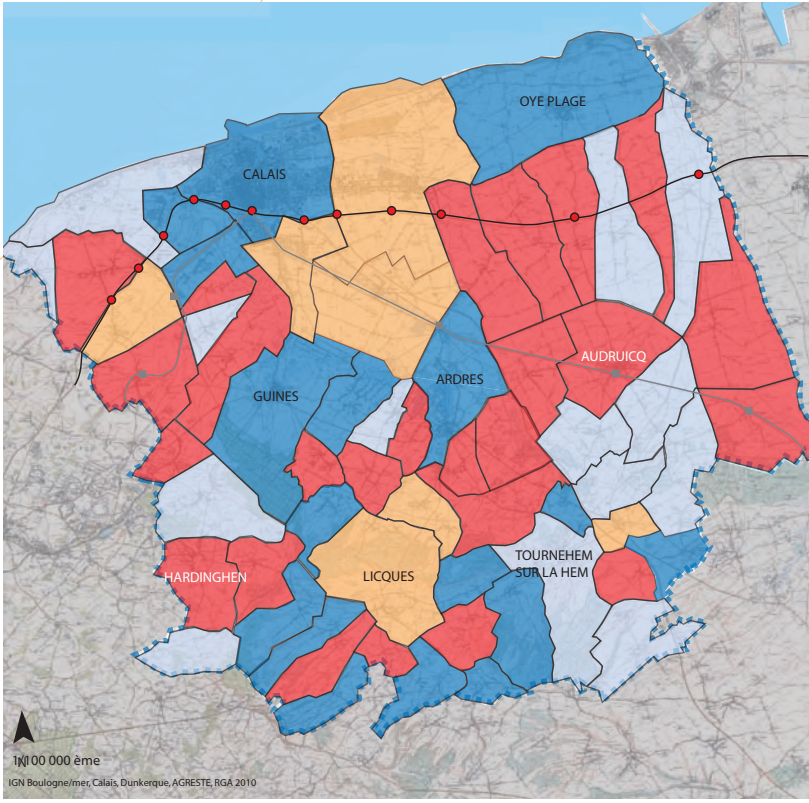 OYE PLAGE
CALAIS
AUDRUICQ
ARDRES
GUINES
TOURNEHEM
SUR LA HEM
HARDINGHEN
LICQUES
N
1/100 000 ème
IGN Boulogne/mer, Calais, Dunkerque, AGRESTE, RGA 2010